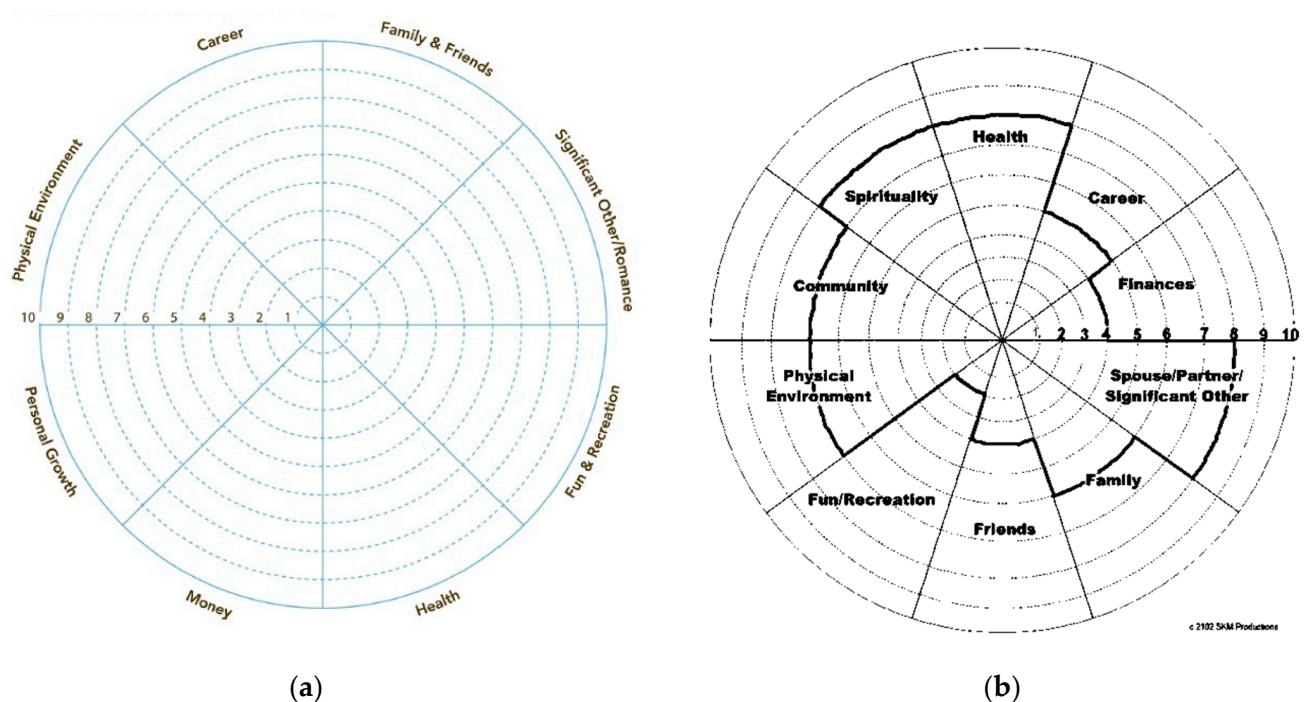 Career
Family & Friends
Physical Environment
Significant Other/Romance
10 9 8 7 6 5 4 3 2 1
Personal Growth
Fun & Recreation
Money
Health
(a)
Health
Spirituality
Career
Community
Finances
1 2 3 4 5 6 7 8 9 10
Physical
Environment
Spouse/Partner/
Significant Other
Family
Fun/Recreation
Friends
c 2102 SKM Productions
(b)